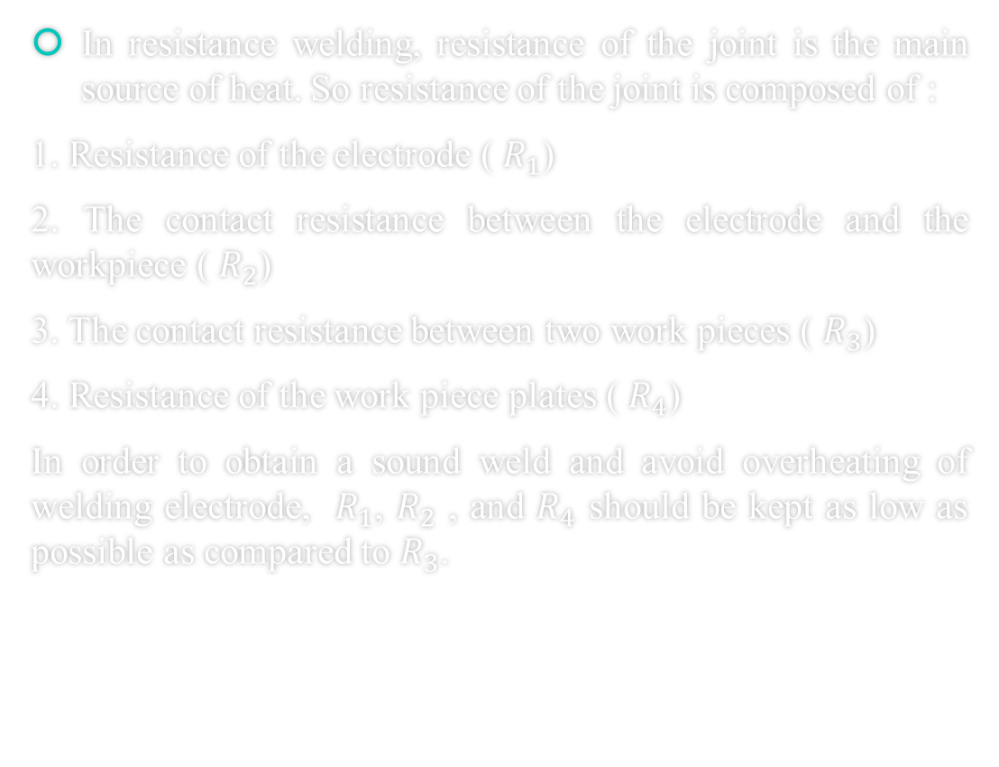 In resistance welding, resistance of the joint is the main
source of heat. So resistance of the joint is composed of :
1. Resistance of the electrode ( R₁)
2. The contact resistance between the electrode and the
workpiece ( R₂)
3. The contact resistance between two work pieces ( R₃)
4. Resistance of the work piece plates ( R₄)
In order to obtain a sound weld and avoid overheating of
welding electrode, R₁, R₂ , and R₄ should be kept as low as
possible as compared to R₃.